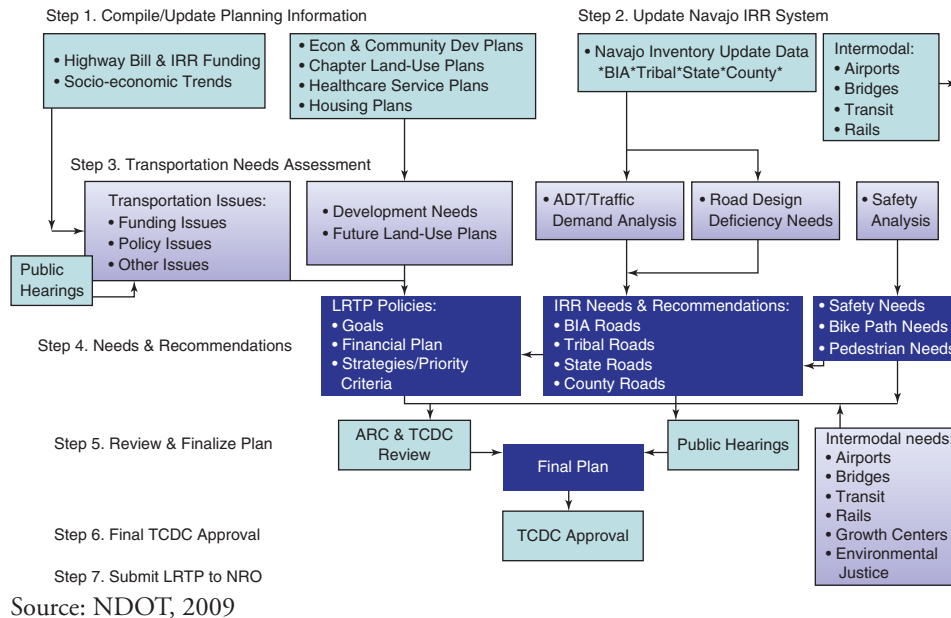 Step 1. Compile/Update Planning Information
• Highway Bill & IRR Funding
• Socio-economic Trends
• Econ & Community Dev Plans
• Chapter Land-Use Plans
• Healthcare Service Plans
• Housing Plans
Step 2. Update Navajo IRR System
• Navajo Inventory Update Data
*BIA*Tribal*State*County*
Intermodal:
• Airports
• Bridges
• Transit
• Rails
Step 3. Transportation Needs Assessment
Transportation Issues:
• Funding Issues
• Policy Issues
• Other Issues
Public
Hearings
• Development Needs
• Future Land-Use Plans
• ADT/Traffic
Demand Analysis
• Road Design
Deficiency Needs
• Safety
Analysis
Step 4. Needs & Recommendations
LRTP Policies:
• Goals
• Financial Plan
• Strategies/Priority
Criteria
IRR Needs & Recommendations:
• BIA Roads
• Tribal Roads
• State Roads
• County Roads
• Safety Needs
• Bike Path Needs
• Pedestrian Needs
Step 5. Review & Finalize Plan
ARC & TCDC
Review
Final Plan
Public Hearings
Intermodal needs:
• Airports
• Bridges
• Transit
• Rails
• Growth Centers
• Environmental
Justice
Step 6. Final TCDC Approval
TCDC Approval
Step 7. Submit LRTP to NRO
Source: NDOT, 2009